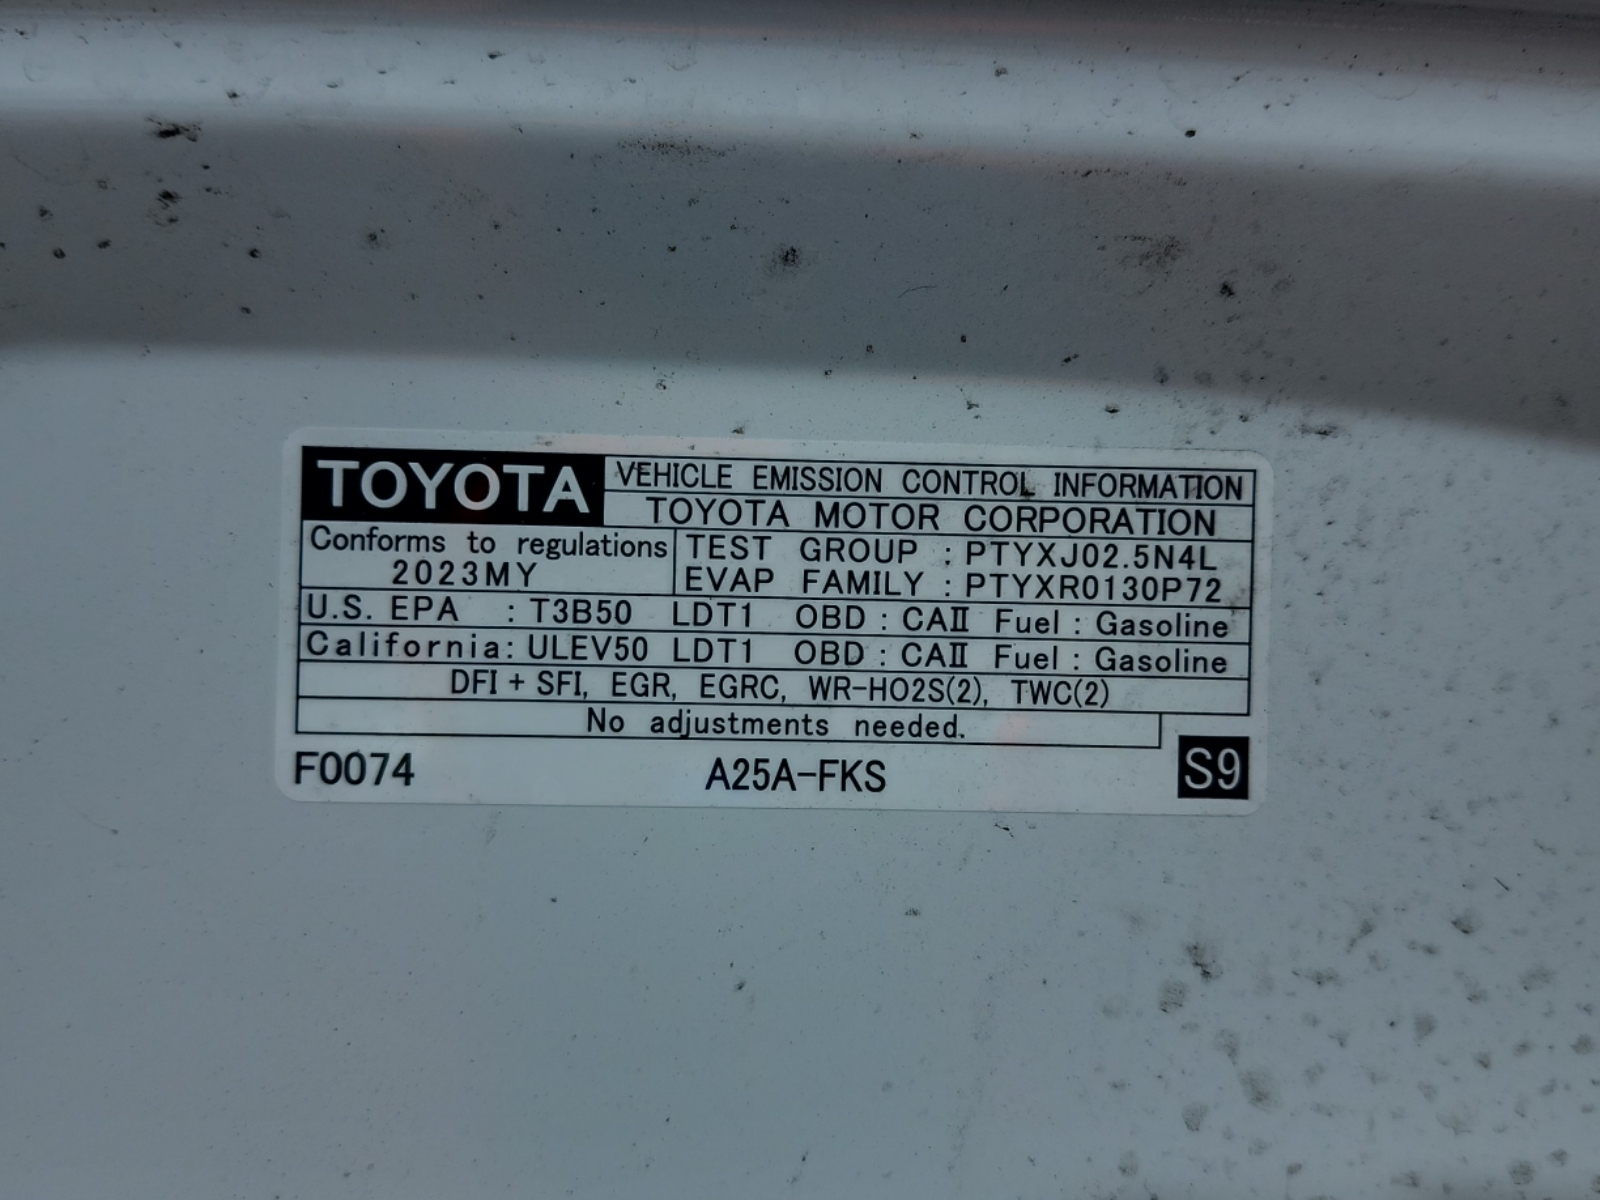 TOYOTA VEHICLE EMISSION CONTROL INFORMATION
TOYOTA MOTOR CORPORATION
Conforms to regulations
2023MY
TEST GROUP : PTYXJ02.5N4L
EVAP FAMILY : PTYXR0130P72
U.S. EPA : T3B50 LDT1 OBD : CAⅡ Fuel : Gasoline
California: ULEV50 LDT1 OBD : CAⅡ Fuel : Gasoline
DFI + SFI, EGR, EGRC, WR-HO2S(2), TWC(2)
No adjustments needed.
F0074 A25A-FKS S9